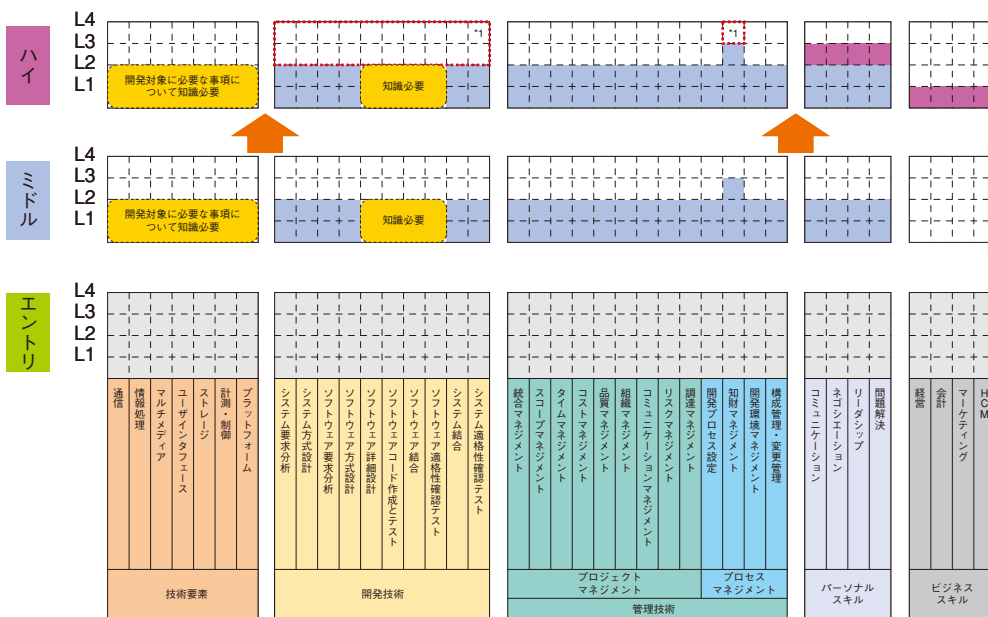 ハイ
L4
L3
L2
L1
開発対象に必要な事項に
ついて知識必要
*1
知識必要
*1
ミドル
L4
L3
L2
L1
開発対象に必要な事項に
ついて知識必要
知識必要
エントリ
L4
L3
L2
L1
通信
情報処理
マルチメディア
ユーザインタフェース
ストレージ
計測・制御
プラットフォーム
システム要求分析
システム方式設計
ソフトウェア要求分析
ソフトウェア方式設計
ソフトウェア詳細設計
ソフトウェアコード作成とテスト
ソフトウェア結合
ソフトウェア適格性確認テスト
システム結合
システム適格性確認テスト
統合マネジメント
スコープマネジメント
タイムマネジメント
コストマネジメント
品質マネジメント
組織マネジメント
コミュニケーションマネジメント
リスクマネジメント
調達マネジメント
開発プロセス設定
知財マネジメント
開発環境マネジメント
構成管理・変更管理
コミュニケーション
ネゴシエーション
リーダシップ
問題解決
経営
会計
マーケティング
HCM
技術要素
開発技術
プロジェクト
マネジメント
プロセス
マネジメント
管理技術
パーソナル
スキル
ビジネス
スキル